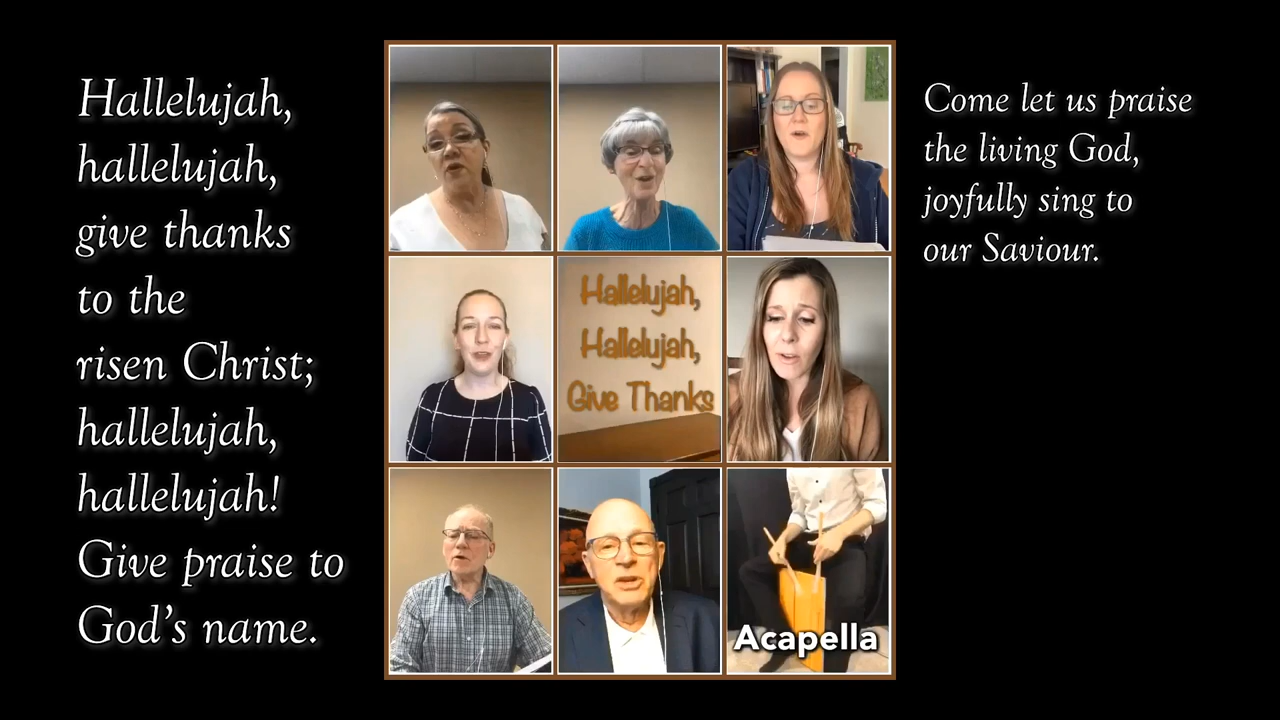 Hallelujah,
hallelujah,
give thanks
to the
risen Christ;
hallelujah,
hallelujah!
Give praise to
God's name.
Hallelujah,
Hallelujah,
Give Thanks
Acapella
Come let us praise
the living God,
joyfully sing to
our Saviour.